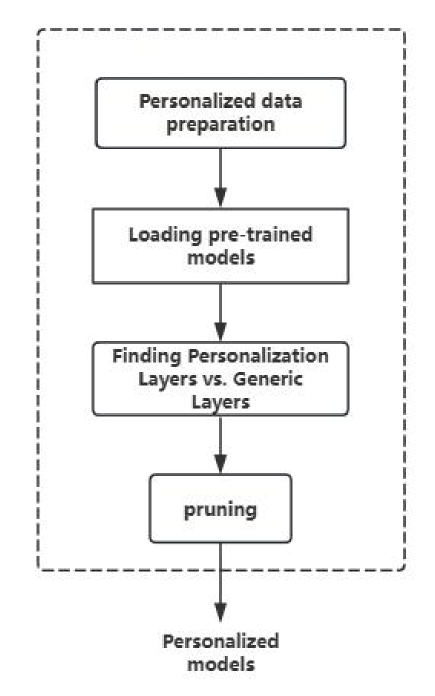 Personalized data
preparation
Loading pre-trained
models
Finding Personalization
Layers vs. Generic
Layers
pruning
Personalized
models